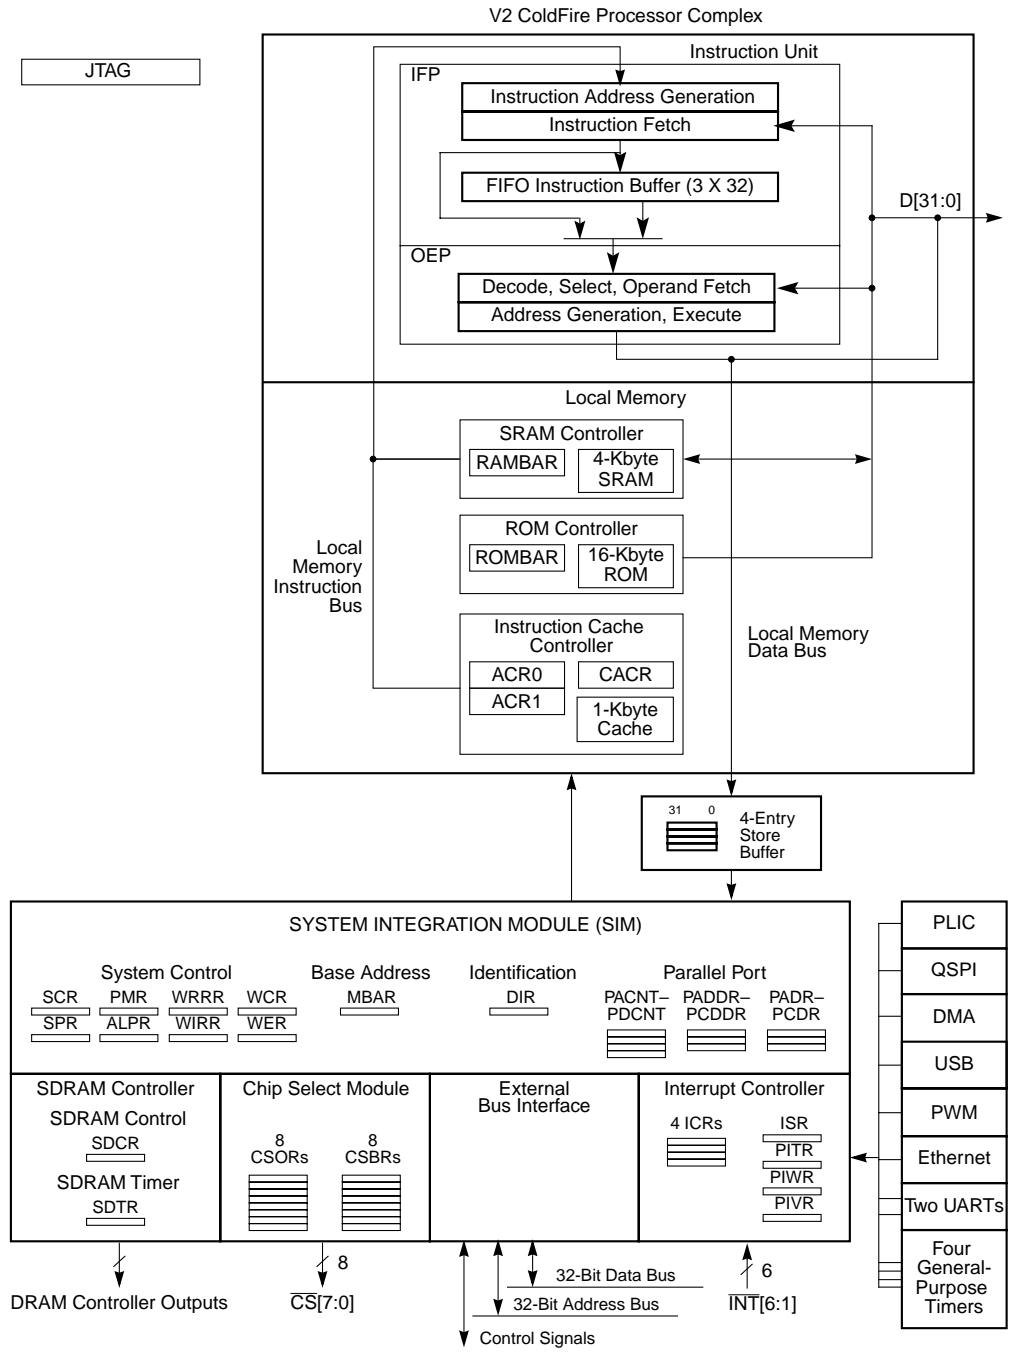 V2 ColdFire Processor Complex
JTAG
Instruction Unit
IFP
Instruction Address Generation
Instruction Fetch
FIFO Instruction Buffer (3 X 32)
D[31:0]
OEP
Decode, Select, Operand Fetch
Address Generation, Execute
Local Memory
SRAM Controller
RAMBAR
4-Kbyte
SRAM
ROM Controller
ROMBAR
16-Kbyte
ROM
Local
Memory
Instruction
Bus
Instruction Cache
Controller
ACR0
CACR
ACR1
1-Kbyte
Cache
Local Memory
Data Bus
31 0
4-Entry
Store
Buffer
SYSTEM INTEGRATION MODULE (SIM)
System Control
SCR PMR WRRR WCR
SPR ALPR WIRR WER
Base Address
MBAR
Identification
DIR
Parallel Port
PACNT–
PDCNT
PADDR–
PCDDR
PADR–
PCDR
SDRAM Controller
SDRAM Control
SDCR
SDRAM Timer
SDTR
Chip Select Module
8
CSORs
8
CSBRs
External
Bus Interface
Interrupt Controller
4 ICRs
ISR
PITR
PIWR
PIVR
PLIC
QSPI
DMA
USB
PWM
Ethernet
Two UARTs
Four
General-
Purpose
Timers
DRAM Controller Outputs
8
CS[7:0]
32-Bit Data Bus
32-Bit Address Bus
Control Signals
6
INT[6:1]